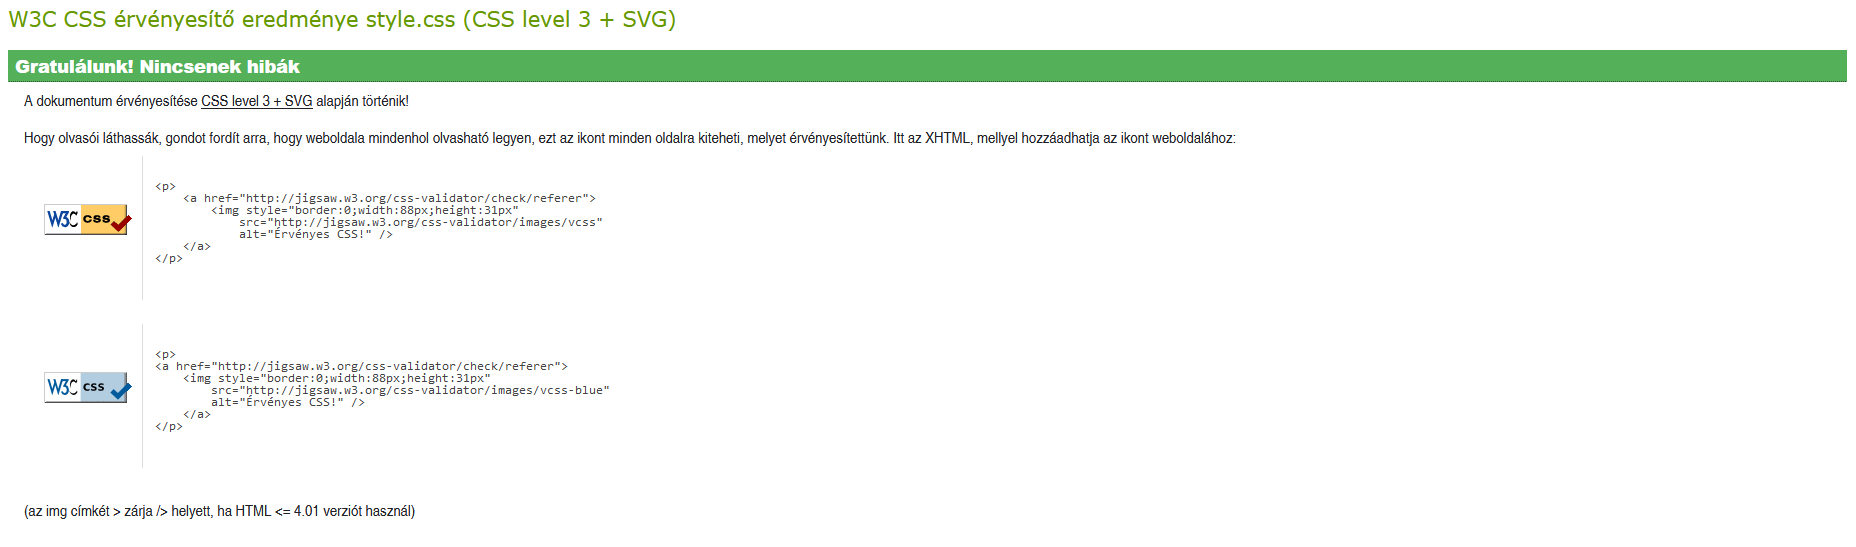 W3C CSS érvényesítő eredménye style.css (CSS level 3 + SVG)
Gratulálunk! Nincsenek hibák
A dokumentum érvényesítése CSS level 3 + SVG alapján történik!
Hogy olvasói láthassák, gondot fordít arra, hogy weboldala mindenhol olvasható legyen, ezt az ikont minden oldalra kiteheti, melyet érvényesítettünk. Itt az XHTML, mellyel hozzáadhatja az ikont weboldalához:
W3C css
<p>
<a href="http://jigsaw.w3.org/css-validator/check/referer">
<img style="border:0;width:88px;height:31px"
src="http://jigsaw.w3.org/css-validator/images/vcss"
alt="Érvényes CSS!" />
</a>
</p>
W3C css
<p>
<a href="http://jigsaw.w3.org/css-validator/check/referer">
<img style="border:0;width:88px;height:31px"
src="http://jigsaw.w3.org/css-validator/images/vcss-blue"
alt="Érvényes CSS!" />
</a>
</p>
(az img címkét > zárja /> helyett, ha HTML <= 4.01 verziót használ)